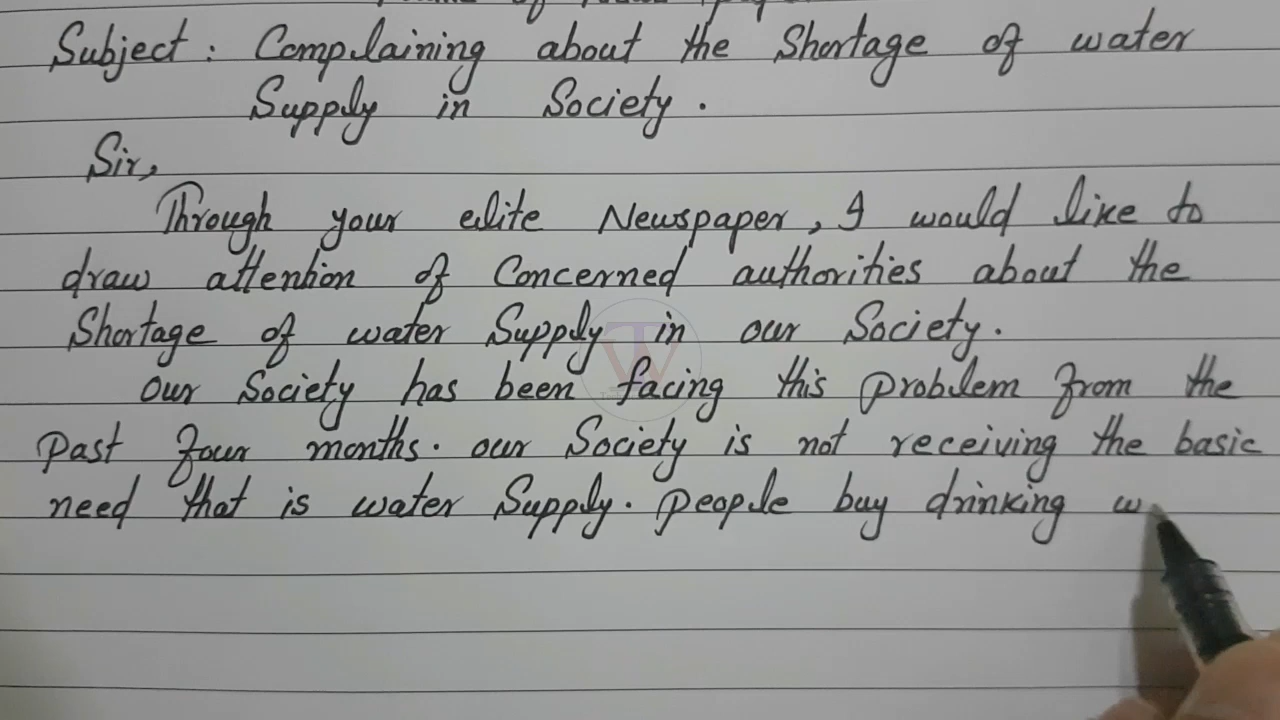 Subject: Complaining about the Shortage of water
Supply in Society.
Sir,
Through your elite Newspaper, I would like to
draw attention of Concerned authorities about the
Shortage of water Supply in our Society.
Our Society has been facing this problem from the
past four months. our Society is not receiving the basic
need that is water Supply. People buy drinking w